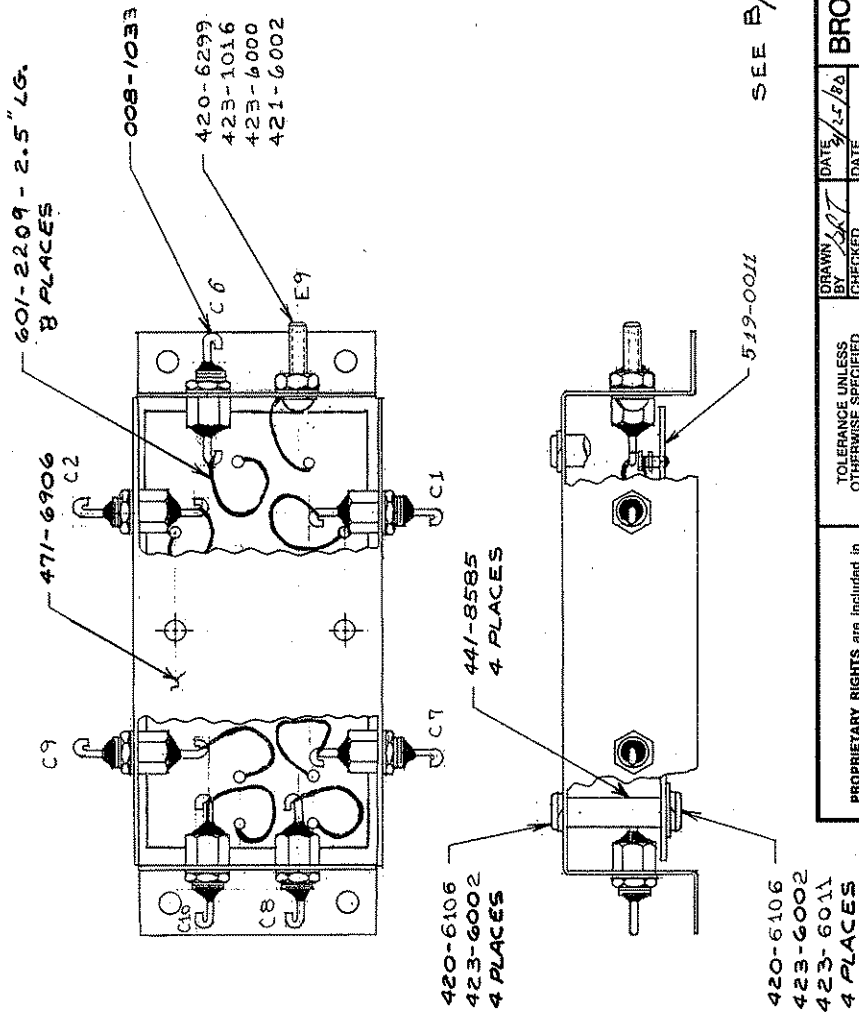 601-2209 - 2.5" LG.
8 PLACES
471-6906
C2
008-1033
C6
420-6299
423-1016
423-6000
421-6002
E9
C9
C1
C10
C8
C7
SEE B/
420-6106
423-6002
4 PLACES
441-8585
4 PLACES
519-0011
420-6106
423-6002
423-6011
4 PLACES
PROPRIETARY RIGHTS are included in
TOLERANCE UNLESS
OTHERWISE SPECIFIED
DRAWN
BY
CHECKED
DATE
DATE
BRO